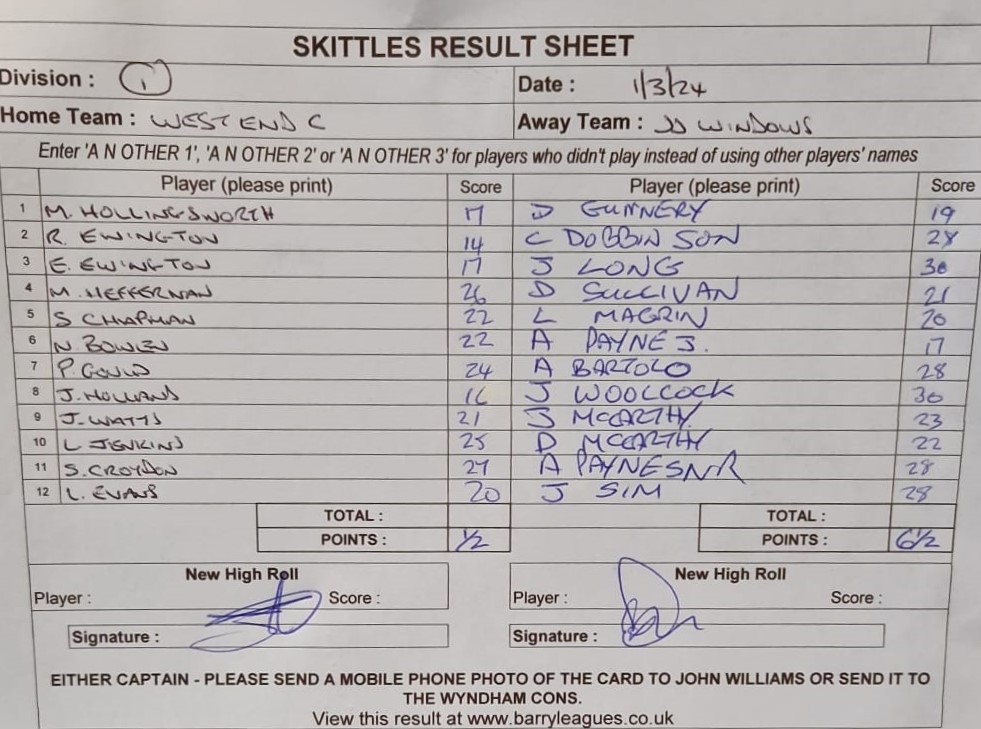 SKITTLES RESULT SHEET
Division : 1 Date : 1/3/24
Home Team : WEST END C Away Team : JJ WINDOWS
Enter 'A N OTHER 1', 'A N OTHER 2' or 'A N OTHER 3' for players who didn't play instead of using other players' names
Player (please print) Score Player (please print) Score
1 M. HOLLINGSWORTH 17 D GUNNERY 19
2 R. EWINGTON 14 C DOBBIN SON 28
3 E. EWINGTON 17 J LONG 30
4 M. HEFFERNAN 26 D SULLIVAN 21
5 S CHAPMAN 22 L MAGRIN 20
6 N. BOWEN 22 A PAYNE J. 17
7 P. GOULD 24 A BARTOLO 28
8 J. HOLLAND 16 J WOOLCOCK 30
9 J. WATTS 21 J MCCARTHY 23
10 L JENKINS 25 D MCCARTHY 22
11 S. CROYDON 27 A PAYNE SNR 28
12 L. EVANS 20 J SIM 28
TOTAL : TOTAL :
POINTS : 1/2 POINTS : 6 1/2
New High Roll New High Roll
Player : Score : Player : Score :
Signature : Signature :
EITHER CAPTAIN - PLEASE SEND A MOBILE PHONE PHOTO OF THE CARD TO JOHN WILLIAMS OR SEND IT TO
THE WYNDHAM CONS.
View this result at www.barryleagues.co.uk